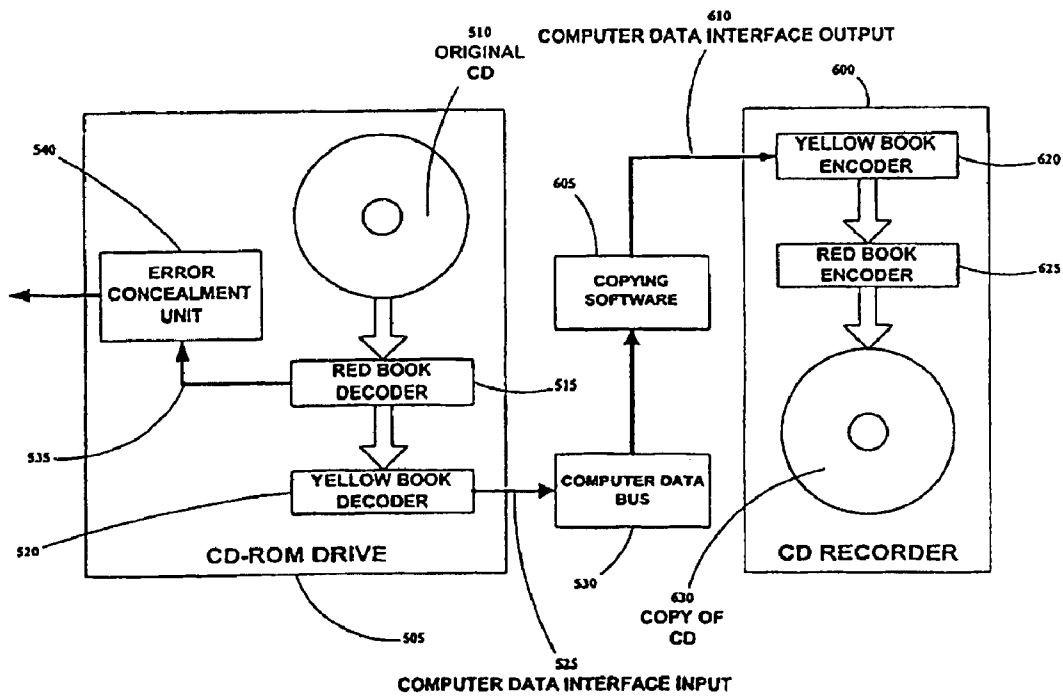 610
COMPUTER DATA INTERFACE OUTPUT
510
ORIGINAL
CD
600
540
YELLOW BOOK
ENCODER
620
605
ERROR
CONCEALMENT
UNIT
COPYING
SOFTWARE
RED BOOK
ENCODER
625
RED BOOK
DECODER
515
535
YELLOW BOOK
DECODER
COMPUTER DATA
BUS
520
CD-ROM DRIVE
CD RECORDER
530
630
COPY OF
CD
505
525
COMPUTER DATA INTERFACE INPUT